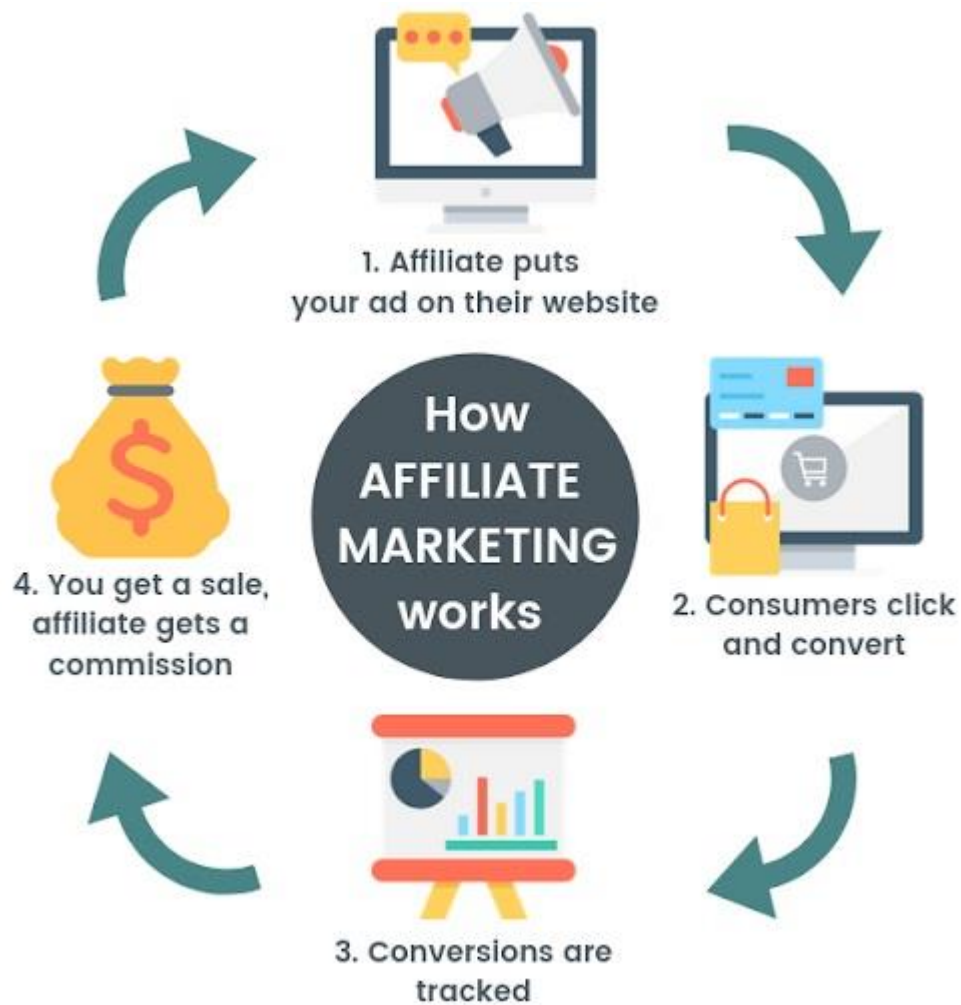 1. Affiliate puts
your ad on their website
How
AFFILIATE
MARKETING
works
2. Consumers click
and convert
3. Conversions are
tracked
4. You get a sale,
affiliate gets a
commission
$